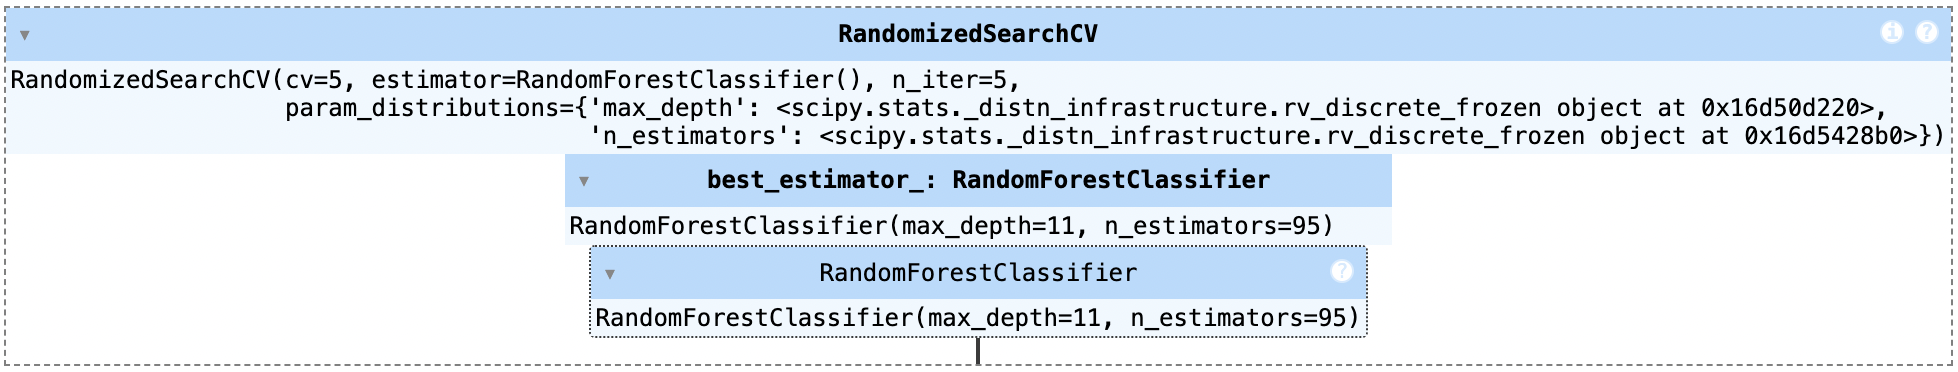 RandomizedSearchCV
i ?
RandomizedSearchCV(cv=5, estimator=RandomForestClassifier(), n_iter=5,
param_distributions={'max_depth': <scipy.stats._distn_infrastructure.rv_discrete_frozen object at 0x16d50d220>,
'n_estimators': <scipy.stats._distn_infrastructure.rv_discrete_frozen object at 0x16d5428b0>})
best_estimator_: RandomForestClassifier
RandomForestClassifier(max_depth=11, n_estimators=95)
RandomForestClassifier
?
RandomForestClassifier(max_depth=11, n_estimators=95)